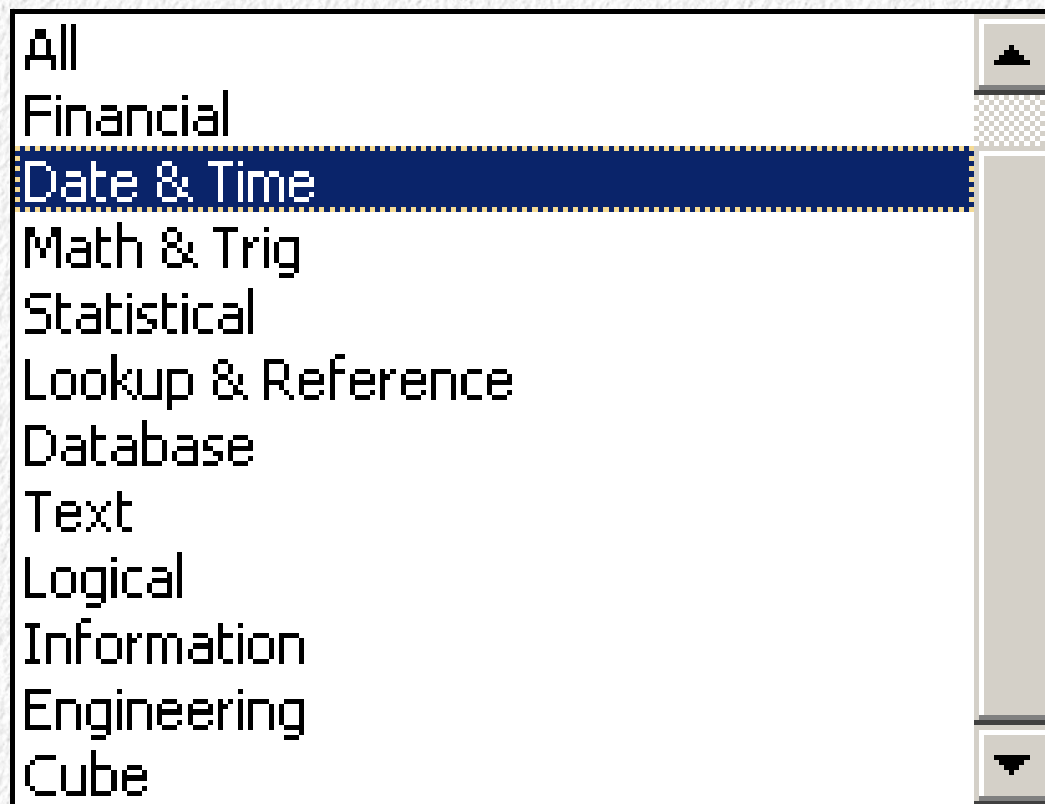 All
Financial
Date & Time
Math & Trig
Statistical
Lookup & Reference
Database
Text
Logical
Information
Engineering
Cube